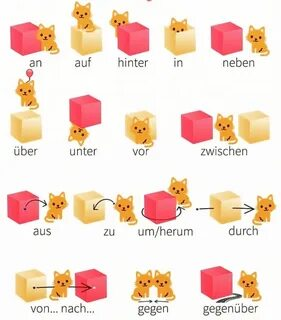 an auf hinter in neben
über unter vor zwischen
aus zu um/herum durch
von... nach... gegen gegenüber